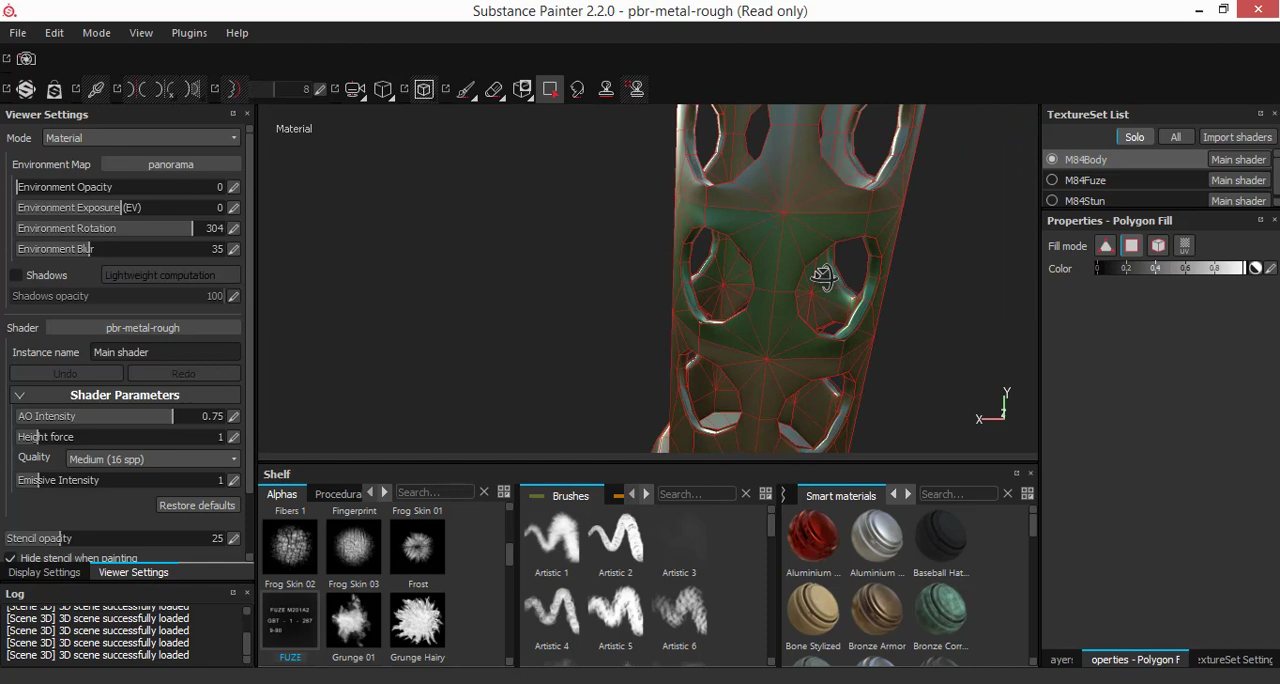 Substance Painter 2.2.0 - pbr-metal-rough (Read only)
File Edit Mode View Plugins Help
8
Viewer Settings
Mode Material
Environment Map panorama
Environment Opacity 0
Environment Exposure (EV) 0
Environment Rotation 304
Environment Blur 35
Shadows Lightweight computation
Shadows opacity 100
Shader pbr-metal-rough
Instance name Main shader
Undo Redo
Shader Parameters
AO Intensity 0.75
Height force 1
Quality Medium (16 spp)
Emissive Intensity 1
Restore defaults
Stencil opacity 25
Hide stencil when painting
Display Settings Viewer Settings
Log
[Scene 3D] 3D scene successfully loaded
[Scene 3D] 3D scene successfully loaded
[Scene 3D] 3D scene successfully loaded
[Scene 3D] 3D scene successfully loaded
[Scene 3D] 3D scene successfully loaded
Material
Y
X Z
Shelf
Alphas Procedura Search...
Fibers 1 Fingerprint Frog Skin 01
Frog Skin 02 Frog Skin 03 Frost
FUZE M201A2
GBT - 1 - 267
9-90
FUZE Grunge 01 Grunge Hairy
Brushes Search...
Artistic 1 Artistic 2 Artistic 3
Artistic 4 Artistic 5 Artistic 6
Smart materials Search...
Aluminium ... Aluminium ... Baseball Hat...
Bone Stylized Bronze Armor Bronze Corr...
TextureSet List
Solo All Import shaders
M84Body Main shader
M84Fuze Main shader
M84Stun Main shader
Properties - Polygon Fill
Fill mode UV
Color 0 0.2 0.4 0.6 0.8
ayers operties - Polygon F extureSet Setting